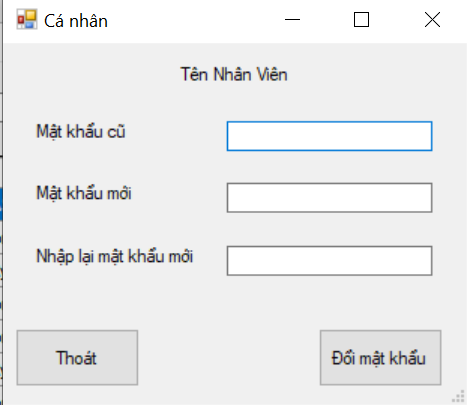 Cá nhân
Tên Nhân Viên
Mật khẩu cũ
Mật khẩu mới
Nhập lại mật khẩu mới
Thoát
Đổi mật khẩu